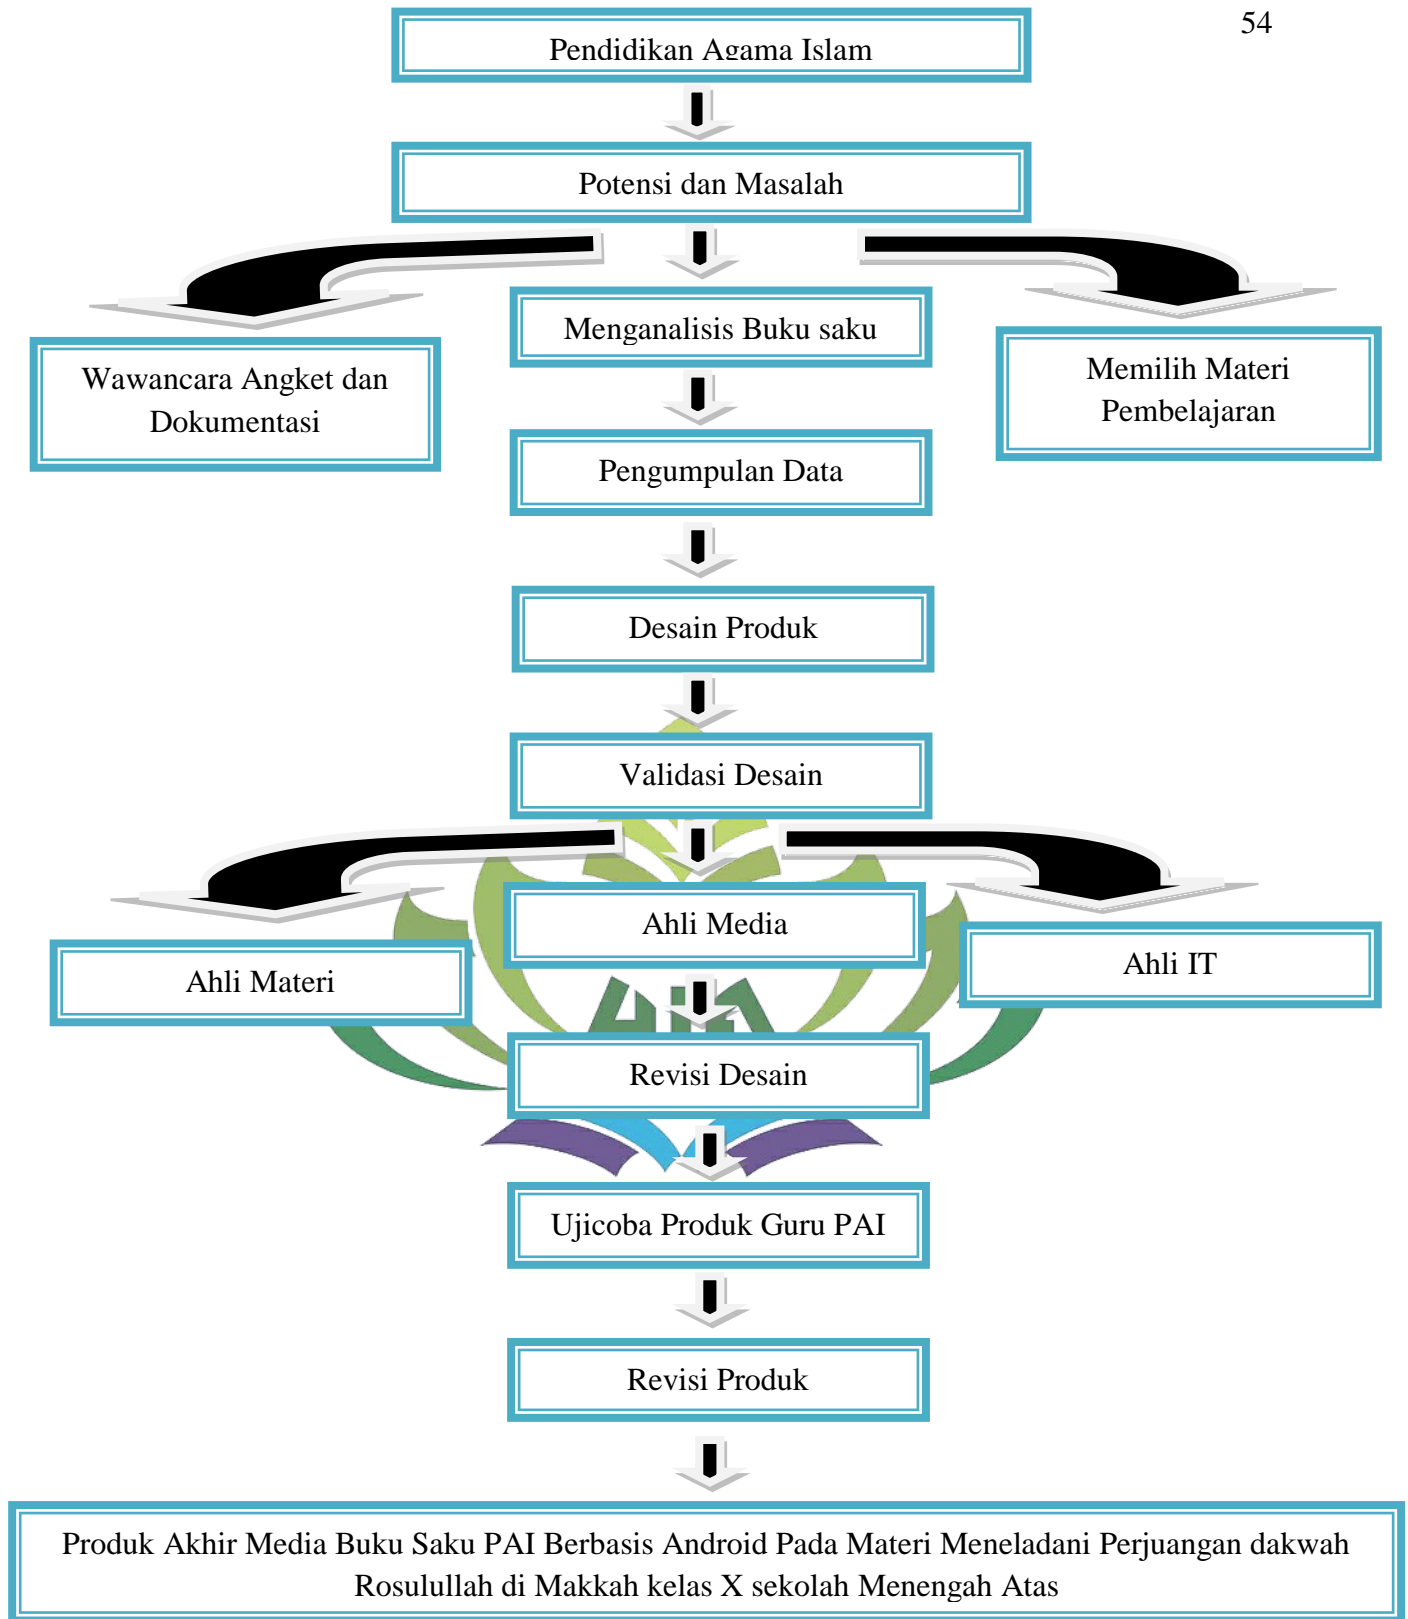 54
Pendidikan Agama Islam
Potensi dan Masalah
Menganalisis Buku saku
Wawancara Angket dan
Dokumentasi
Memilih Materi
Pembelajaran
Pengumpulan Data
Desain Produk
Validasi Desain
Ahli Media
Ahli Materi
Ahli IT
Revisi Desain
Ujicoba Produk Guru PAI
Revisi Produk
Produk Akhir Media Buku Saku PAI Berbasis Android Pada Materi Meneladani Perjuangan dakwah
Rosulullah di Makkah kelas X sekolah Menengah Atas